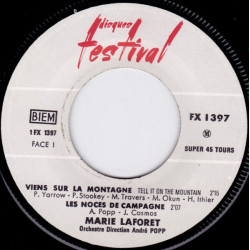 disques
festival
BIEM
1 FX 1397
FACE 1
FX 1397
M
SUPER 45 TOURS
VIENS SUR LA MONTAGNE TELL IT ON THE MOUNTAIN 2'15
P. Yarrow - P. Stookey - M. Travers - M. Okun - H. Ithier
LES NOCES DE CAMPAGNE 2'07
A. Popp - J. Cosmos
MARIE LAFORET
Orchestre Direction André POPP